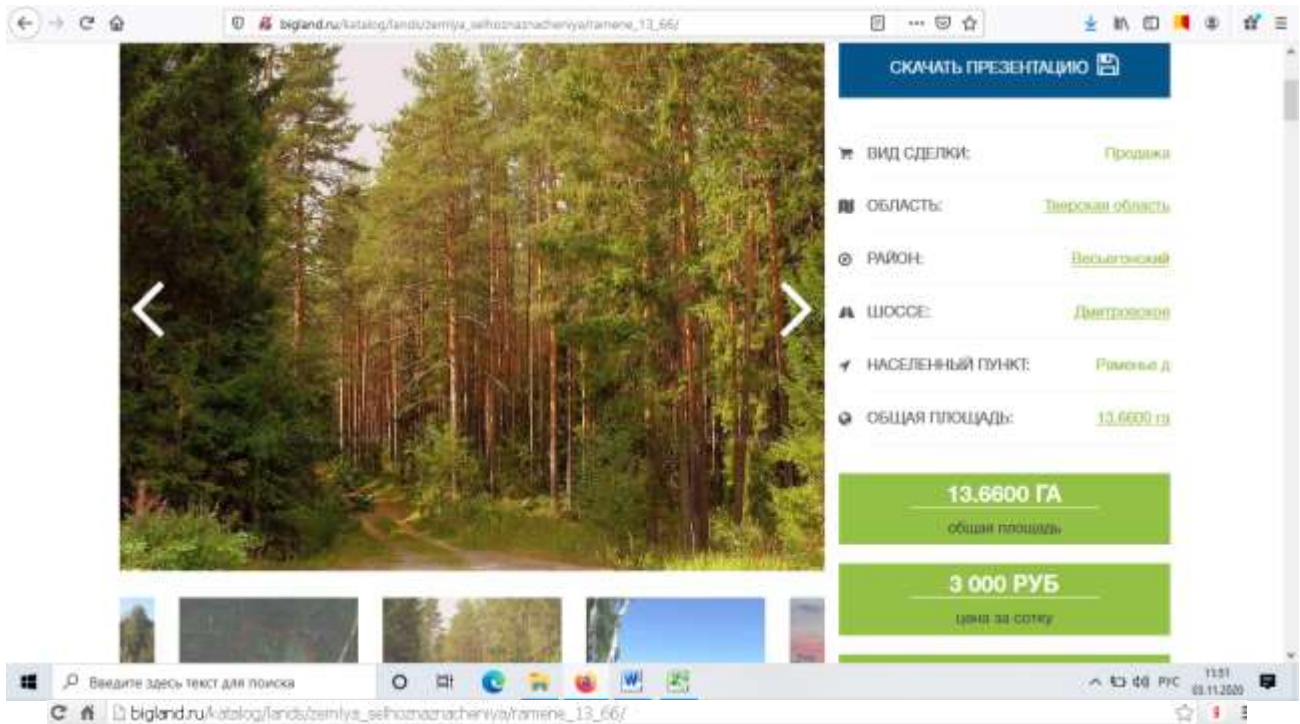 bigland.ru/katalog/lands/zemlya_selhoznaznacheniya/ramene_13_66/
СКАЧАТЬ ПРЕЗЕНТАЦИЮ
ВИД СДЕЛКИ: Продажа
ОБЛАСТЬ: Тверская область
РАЙОН: Весьегонский
ШОССЕ: Дмитровское
НАСЕЛЕННЫЙ ПУНКТ: Раменье д
ОБЩАЯ ПЛОЩАДЬ: 13.6600 га
13.6600 ГА
общая площадь
3 000 РУБ
цена за сотку
Введите здесь текст для поиска
РУС
11:51
03.11.2020
bigland.ru/katalog/lands/zemlya_selhoznaznacheniya/ramene_13_66/